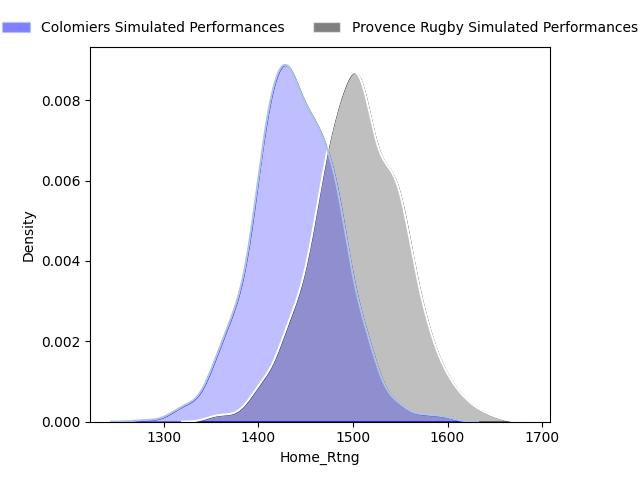 Colomiers Simulated Performances
Provence Rugby Simulated Performances
0.008
0.006
0.004
0.002
0.000
Density
1300 1400 1500 1600 1700
Home_Rtng